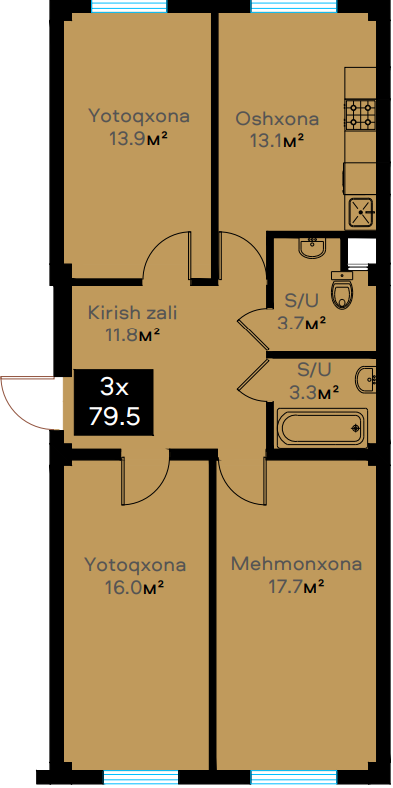 Yotoqxona
13.9м²
Oshxona
13.1м²
S/U
3.7м²
Kirish zali
11.8м²
S/U
3.3м²
3x
79.5
Yotoqxona
16.0м²
Mehmonxona
17.7м²